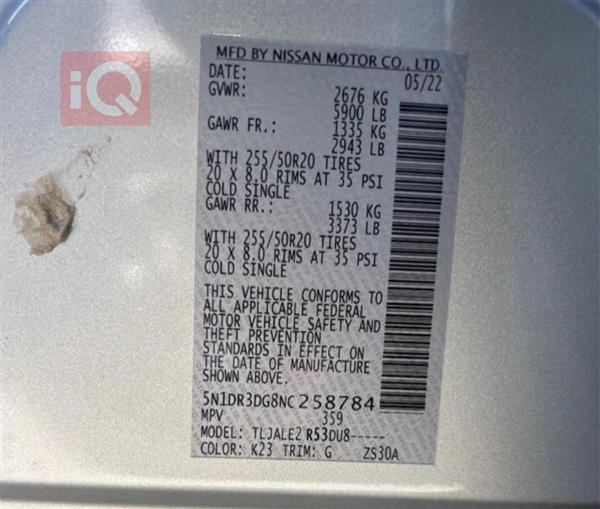 iQ
MFD BY NISSAN MOTOR CO., LTD.
DATE: 05/22
GVWR: 2676 KG
5900 LB
GAWR FR.: 1335 KG
2943 LB
WITH 255/50R20 TIRES
20 X 8.0 RIMS AT 35 PSI
COLD SINGLE
GAWR RR.: 1530 KG
3373 LB
WITH 255/50R20 TIRES
20 X 8.0 RIMS AT 35 PSI
COLD SINGLE
THIS VEHICLE CONFORMS TO
ALL APPLICABLE FEDERAL
MOTOR VEHICLE SAFETY AND
THEFT PREVENTION
STANDARDS IN EFFECT ON
THE DATE OF MANUFACTURE
SHOWN ABOVE.
5N1DR3DG8NC258784
MPV 359
MODEL: TLJALE2 R53DU8-----
COLOR: K23 TRIM: G ZS30A